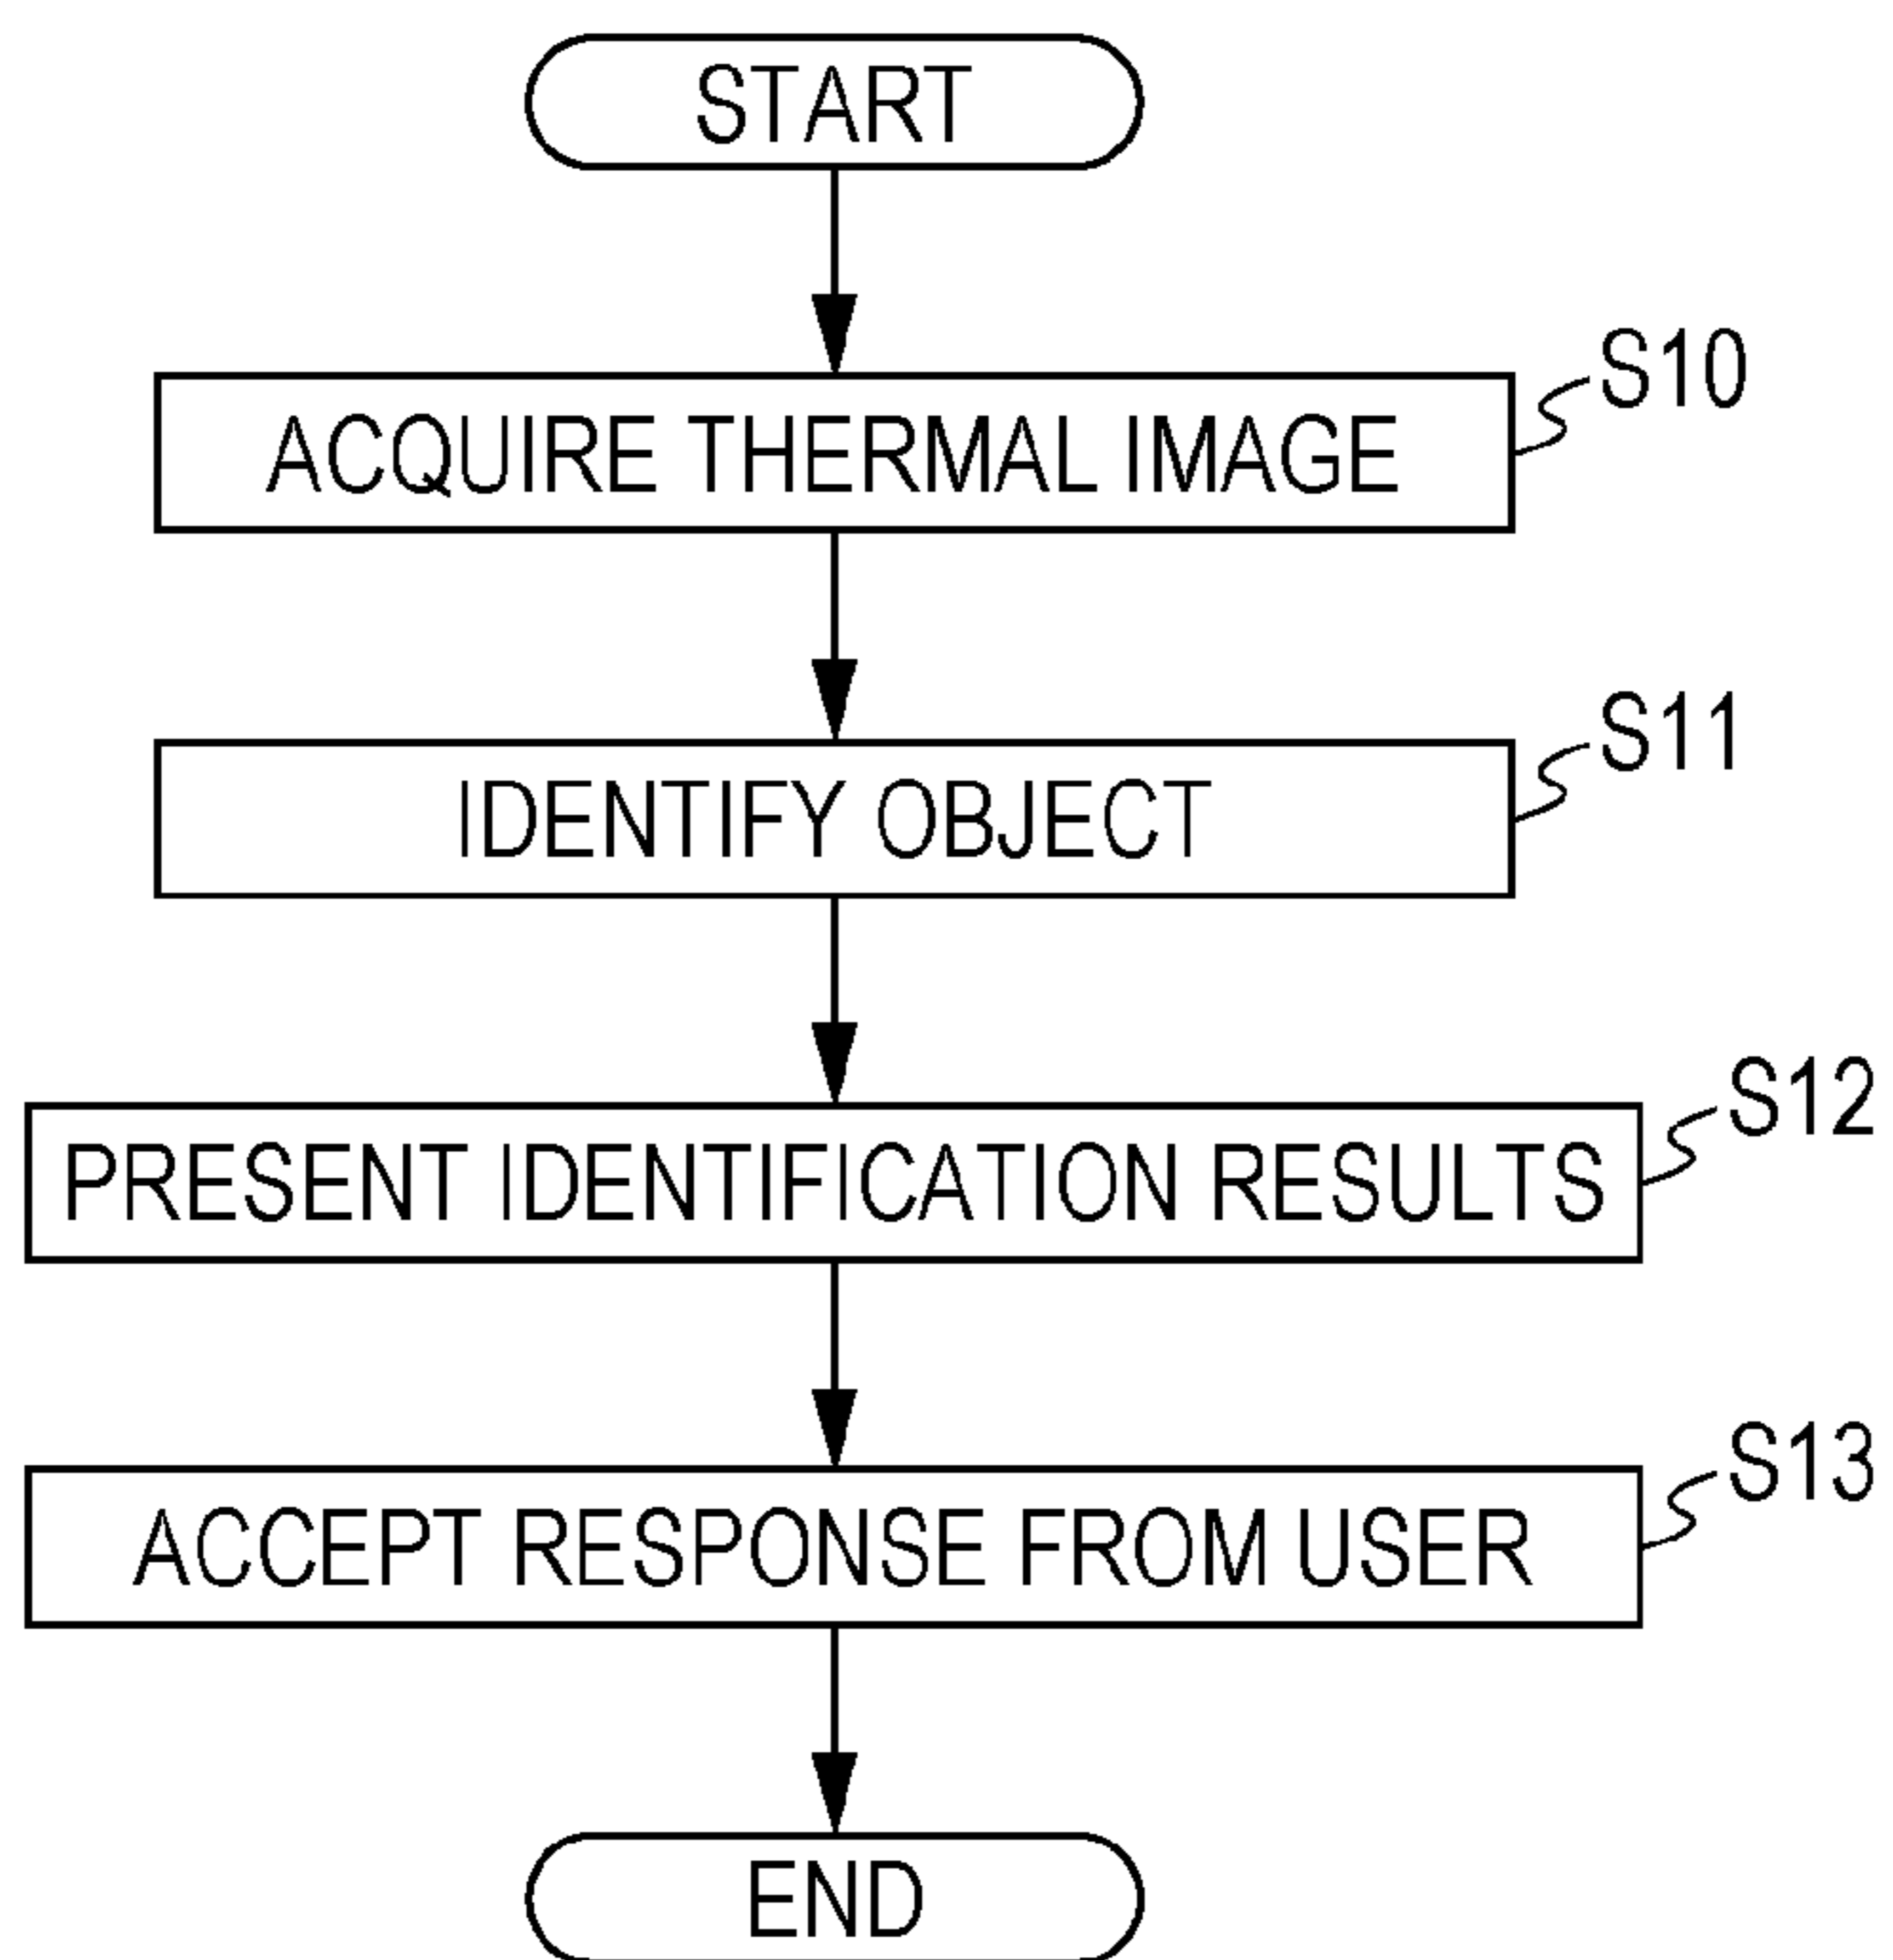 START
S10
ACQUIRE THERMAL IMAGE
S11
IDENTIFY OBJECT
S12
PRESENT IDENTIFICATION RESULTS
S13
ACCEPT RESPONSE FROM USER
END